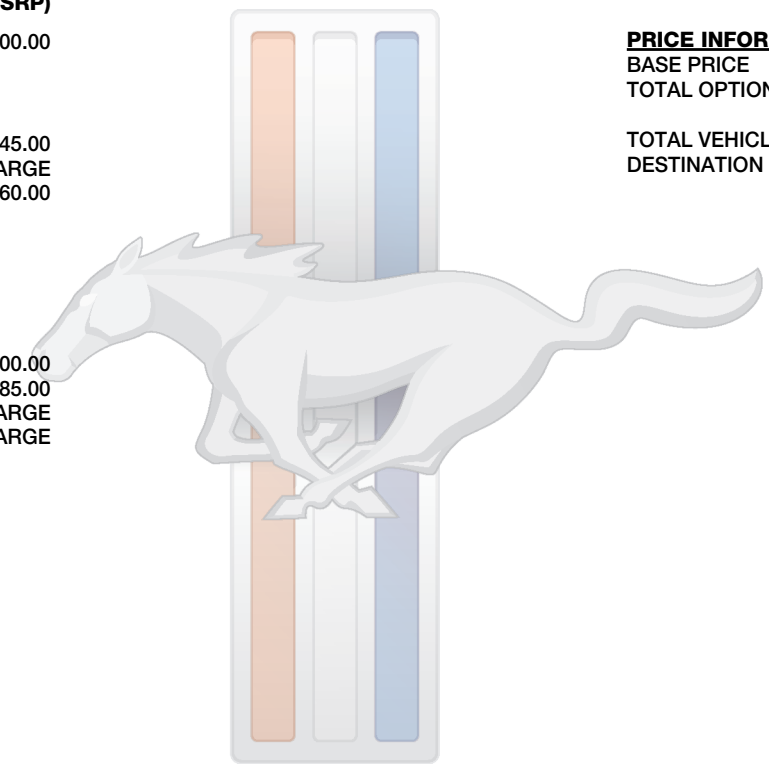 SRP)
00.00
45.00
ARGE
60.00
00.00
85.00
ARGE
ARGE
PRICE INFOR
BASE PRICE
TOTAL OPTION
TOTAL VEHICL
DESTINATION